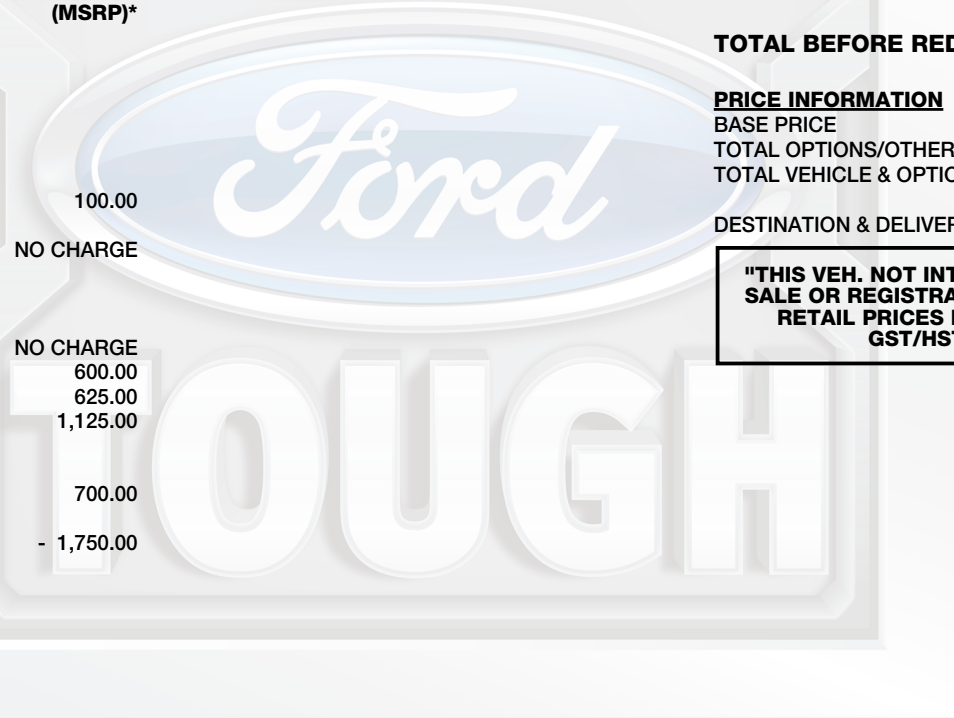 (MSRP)*
100.00
NO CHARGE
NO CHARGE
600.00
625.00
1,125.00
700.00
- 1,750.00
TOTAL BEFORE RED
PRICE INFORMATION
BASE PRICE
TOTAL OPTIONS/OTHER
TOTAL VEHICLE & OPTIO
DESTINATION & DELIVER
"THIS VEH. NOT INT
SALE OR REGISTRA
RETAIL PRICES
GST/HST
Ford
TOUGH